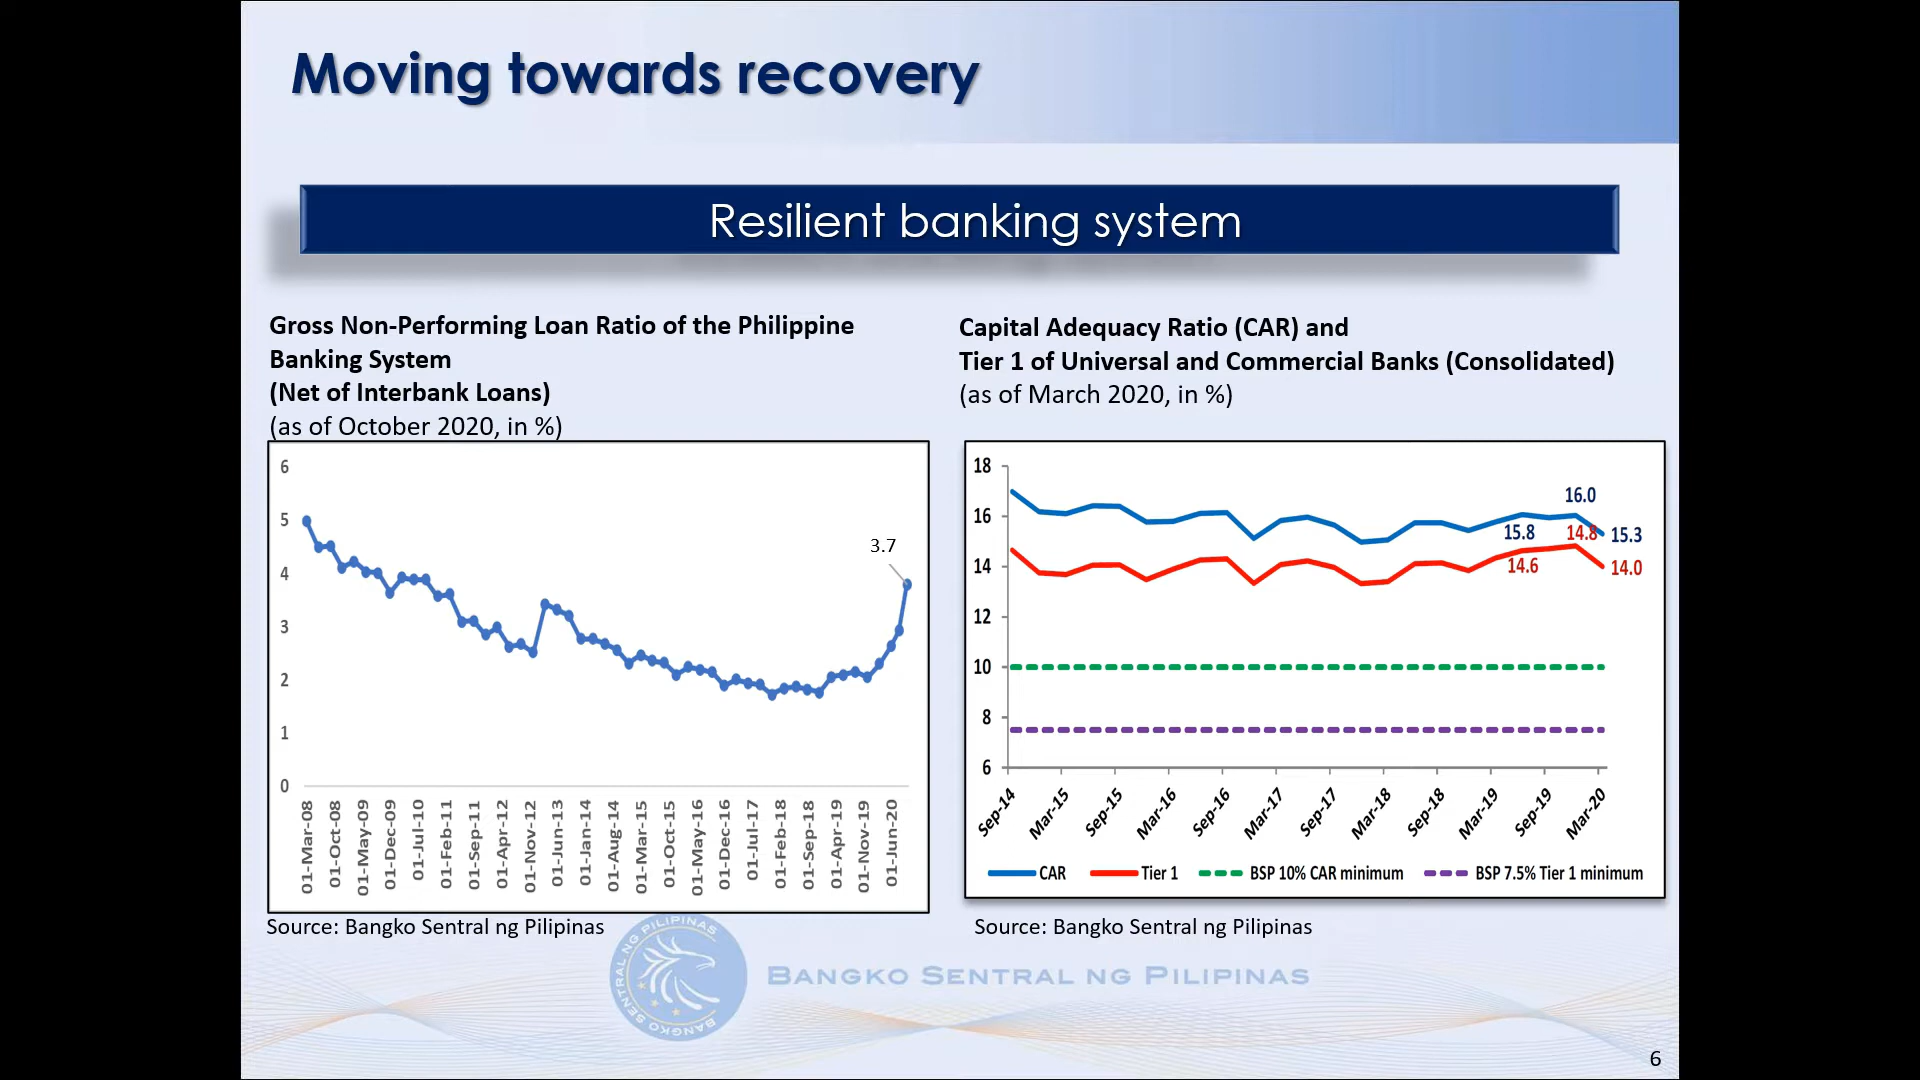 Moving towards recovery
Resilient banking system
Gross Non-Performing Loan Ratio of the Philippine
Banking System
(Net of Interbank Loans)
(as of October 2020, in %)
6
5
4
3
2
1
0
3.7
01-Mar-08
01-Oct-08
01-May-09
01-Dec-09
01-Jul-10
01-Feb-11
01-Sep-11
01-Apr-12
01-Nov-12
01-Jun-13
01-Jan-14
01-Aug-14
01-Mar-15
01-Oct-15
01-May-16
01-Dec-16
01-Jul-17
01-Feb-18
01-Sep-18
01-Apr-19
01-Nov-19
01-Jun-20
Source: Bangko Sentral ng Pilipinas
Capital Adequacy Ratio (CAR) and
Tier 1 of Universal and Commercial Banks (Consolidated)
(as of March 2020, in %)
18
16
14
12
10
8
6
16.0
15.8
14.8
15.3
14.6
14.0
Sep-14
Mar-15
Sep-15
Mar-16
Sep-16
Mar-17
Sep-17
Mar-18
Sep-18
Mar-19
Sep-19
Mar-20
CAR
Tier 1
BSP 10% CAR minimum
BSP 7.5% Tier 1 minimum
Source: Bangko Sentral ng Pilipinas
BANGKO SENTRAL NG PILIPINAS
BANGKO SENTRAL NG PILIPINAS
6